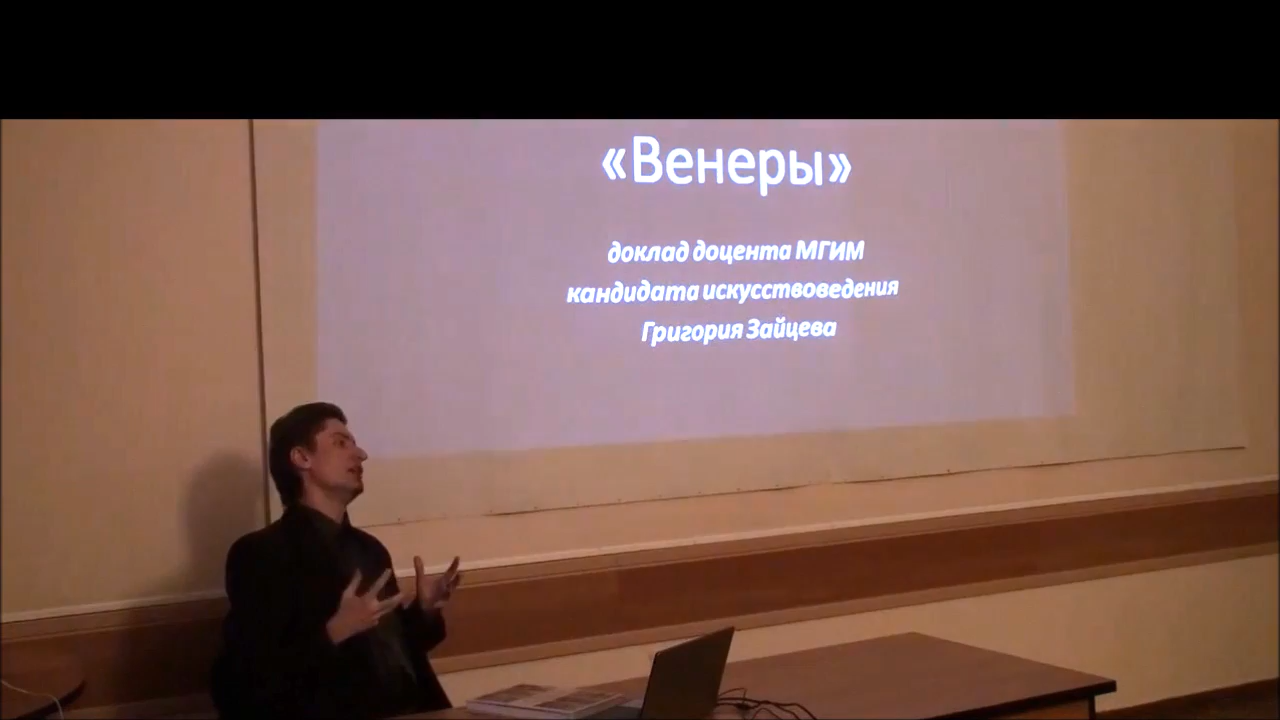 «Венеры»
доклад доцента МГИМ
кандидата искусствоведения
Григория Зайцева